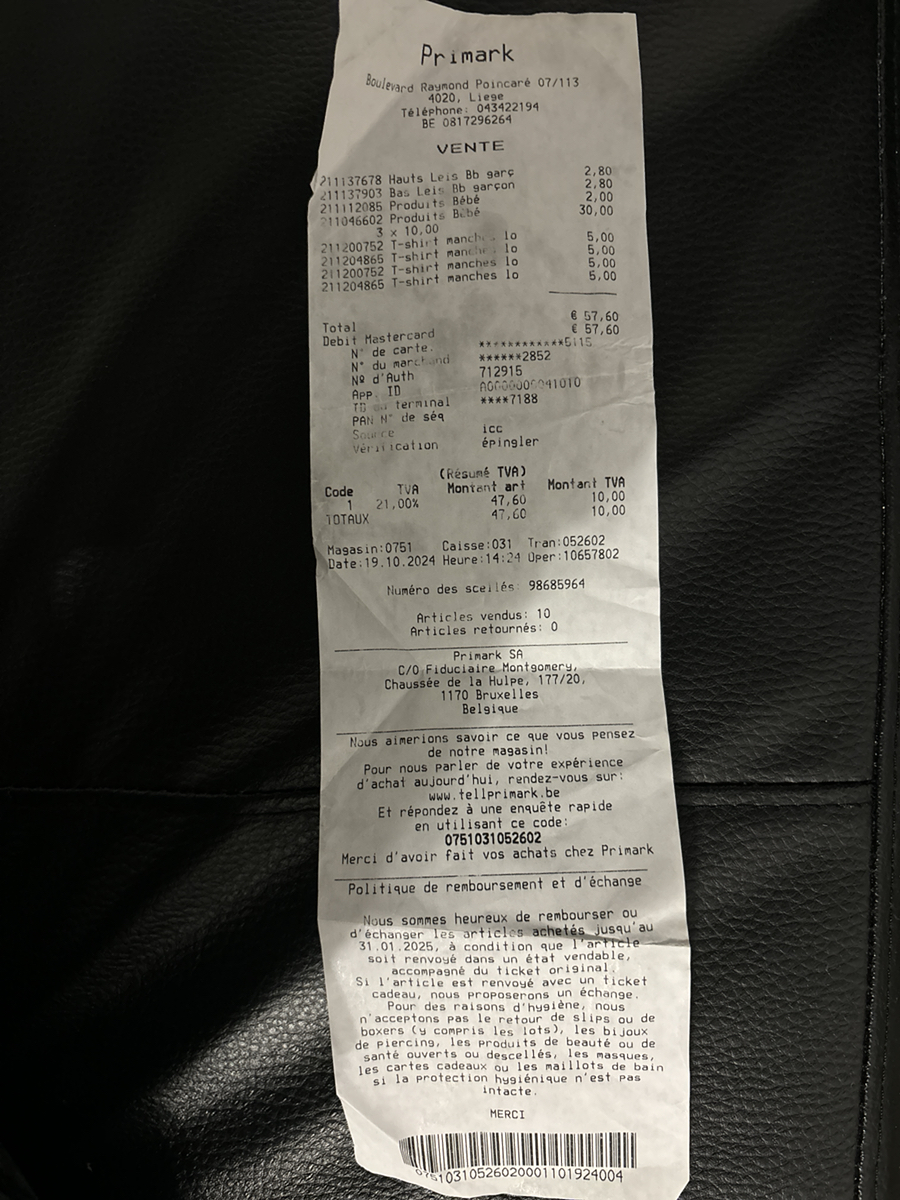 Primark
Boulevard Raymond Poincaré 07/113
4020, Liege
Téléphone: 043422194
BE 0817296264
VENTE
211137678 Hauts Leis Bb garç 2,80
211137903 Bas Leis Bb garçon 2,80
211112085 Produits Bébé 2,00
211046602 Produits Bébé 30,00
3 x 10,00
211200752 T-shirt manches lo 5,00
211204865 T-shirt manches lo 5,00
211200752 T-shirt manches lo 5,00
211204865 T-shirt manches lo 5,00
Total € 57,60
Debit Mastercard € 57,60
N° de carte. ************5115
N° du marchand ******2852
Nº d'Auth 712915
App. ID A0000000041010
ID du terminal ****7188
PAN N° de séq
Source icc
Vérification épingler
(Résumé TVA)
Code TVA Montant art Montant TVA
1 21,00% 47,60 10,00
TOTAUX 47,60 10,00
Magasin:0751 Caisse:031 Tran:052602
Date:19.10.2024 Heure:14:24 Oper:10657802
Numéro des scellés: 98685964
Articles vendus: 10
Articles retournés: 0
Primark SA
C/O Fiduciaire Montgomery,
Chaussée de la Hulpe, 177/20,
1170 Bruxelles
Belgique
Nous aimerions savoir ce que vous pensez
de notre magasin!
Pour nous parler de votre expérience
d'achat aujourd'hui, rendez-vous sur:
www.tellprimark.be
Et répondez à une enquête rapide
en utilisant ce code:
0751031052602
Merci d'avoir fait vos achats chez Primark
Politique de remboursement et d'échange
Nous sommes heureux de rembourser ou
d'échanger les articles achetés jusqu'au
31.01.2025, à condition que l'article
soit renvoyé dans un état vendable,
accompagné du ticket original.
Si l'article est renvoyé avec un ticket
cadeau, nous proposerons un échange.
Pour des raisons d'hygiène, nous
n'acceptons pas le retour de slips ou de
boxers (y compris les lots), les bijoux
de piercing, les produits de beauté ou de
santé ouverts ou descellés, les masques,
les cartes cadeaux ou les maillots de bain
si la protection hygiénique n'est pas
intacte.
MERCI
07510310526020001101924004